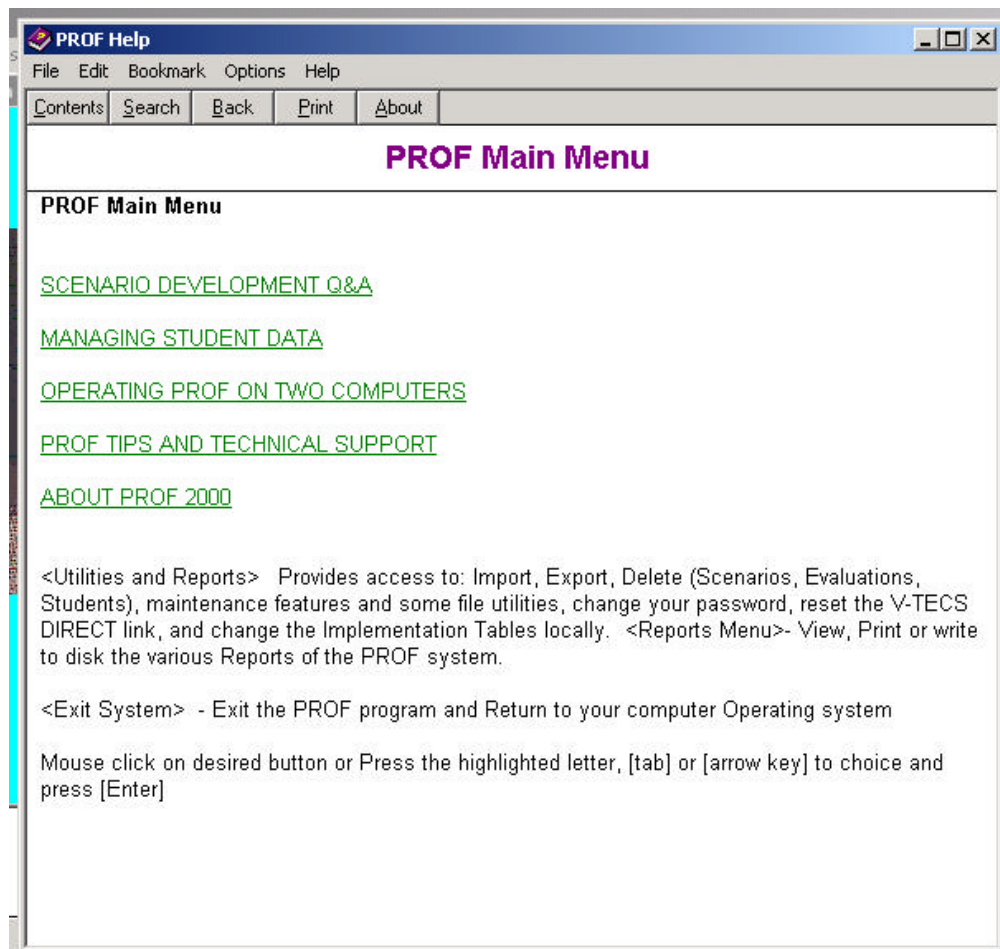 PROF Help
File Edit Bookmark Options Help
Contents Search Back Print About
PROF Main Menu
PROF Main Menu
SCENARIO DEVELOPMENT Q&A
MANAGING STUDENT DATA
OPERATING PROF ON TWO COMPUTERS
PROF TIPS AND TECHNICAL SUPPORT
ABOUT PROF 2000
<Utilities and Reports> Provides access to: Import, Export, Delete (Scenarios, Evaluations,
Students), maintenance features and some file utilities, change your password, reset the V-TECS
DIRECT link, and change the Implementation Tables locally. <Reports Menu>- View, Print or write
to disk the various Reports of the PROF system.
<Exit System> - Exit the PROF program and Return to your computer Operating system
Mouse click on desired button or Press the highlighted letter, [tab] or [arrow key] to choice and
press [Enter]